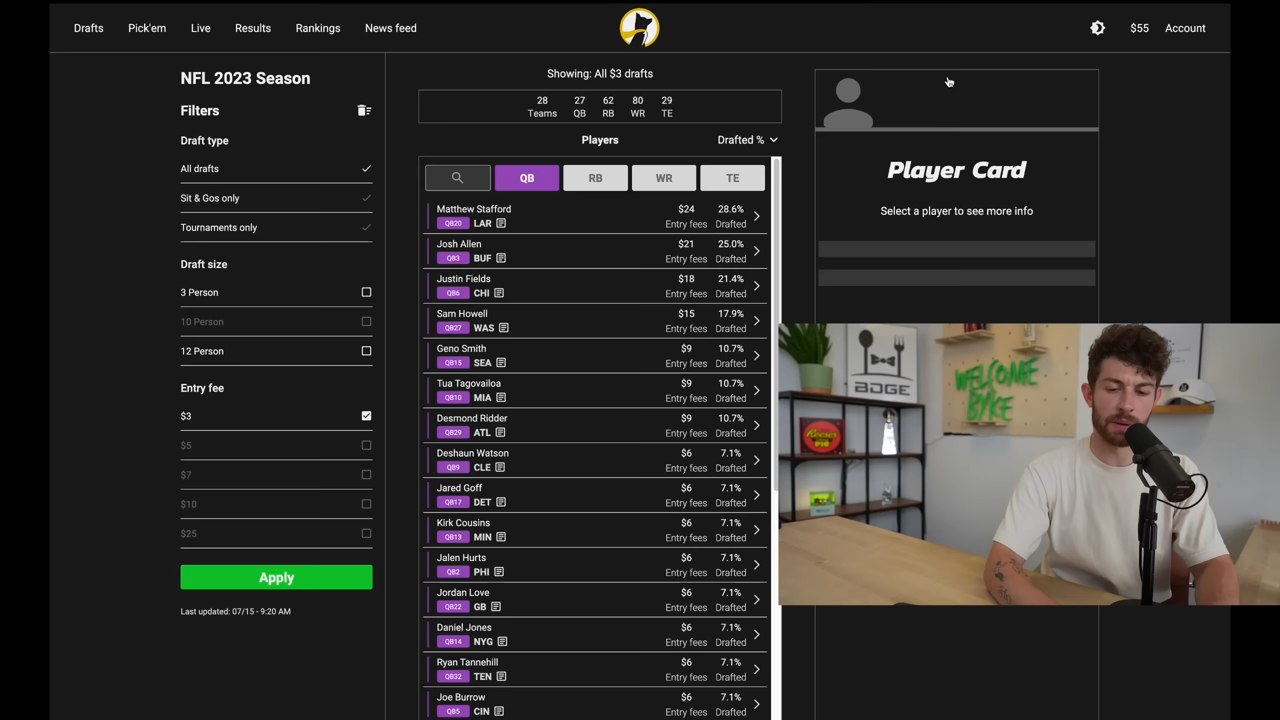 Drafts Pick'em Live Results Rankings News feed $55 Account
NFL 2023 Season
Filters
Draft type
All drafts
Sit & Gos only
Tournaments only
Draft size
3 Person
10 Person
12 Person
Entry fee
$3
$5
$7
$10
$25
Apply
Last updated: 07/15 - 9:20 AM
Showing: All $3 drafts
28 27 62 80 29
Teams QB RB WR TE
Players Drafted %
QB RB WR TE
Matthew Stafford $24 28.6%
QB20 LAR Entry fees Drafted
Josh Allen $21 25.0%
QB3 BUF Entry fees Drafted
Justin Fields $18 21.4%
QB6 CHI Entry fees Drafted
Sam Howell $15 17.9%
QB27 WAS Entry fees Drafted
Geno Smith $9 10.7%
QB15 SEA Entry fees Drafted
Tua Tagovailoa $9 10.7%
QB10 MIA Entry fees Drafted
Desmond Ridder $9 10.7%
QB29 ATL Entry fees Drafted
Deshaun Watson $6 7.1%
QB9 CLE Entry fees Drafted
Jared Goff $6 7.1%
QB17 DET Entry fees Drafted
Kirk Cousins $6 7.1%
QB13 MIN Entry fees Drafted
Jalen Hurts $6 7.1%
QB2 PHI Entry fees Drafted
Jordan Love $6 7.1%
QB22 GB Entry fees Drafted
Daniel Jones $6 7.1%
QB14 NYG Entry fees Drafted
Ryan Tannehill $6 7.1%
QB32 TEN Entry fees Drafted
Joe Burrow $6 7.1%
QB5 CIN Entry fees Drafted
Player Card
Select a player to see more info
BDGE
WELCOME
BYKE
Reese's